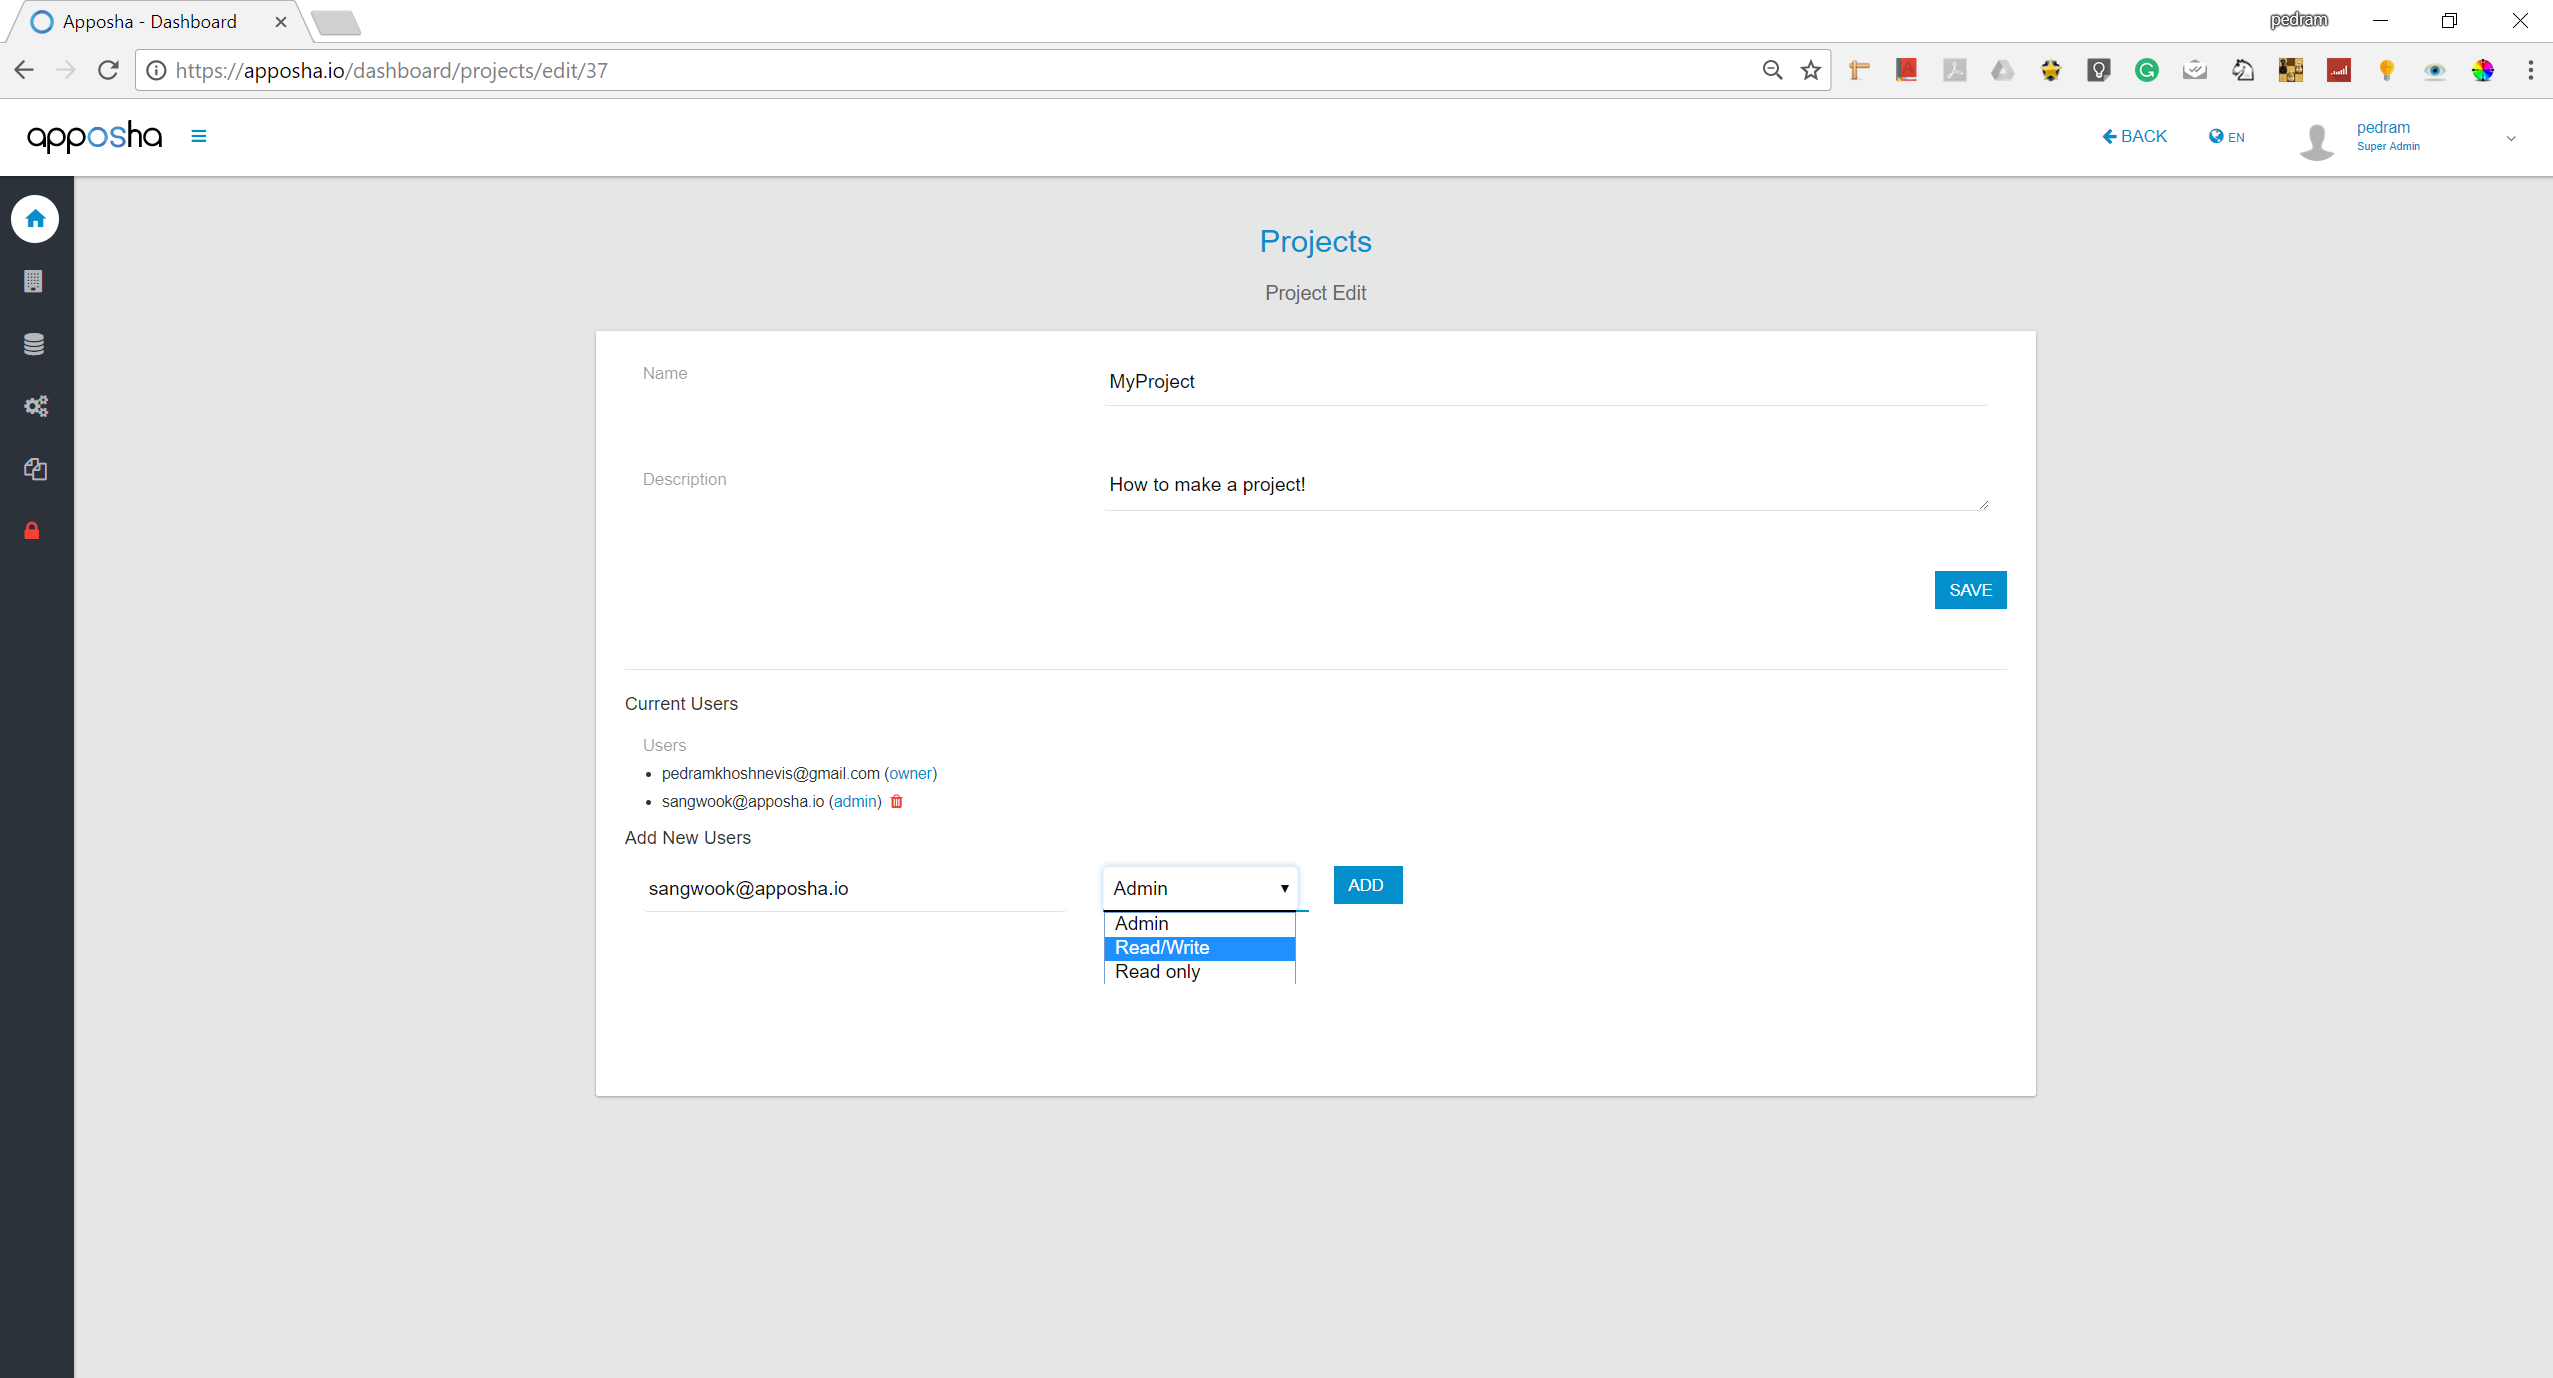 Apposha - Dashboard
pedram
https://apposha.io/dashboard/projects/edit/37
apposha
BACK
EN
pedram
Super Admin
Projects
Project Edit
Name
MyProject
Description
How to make a project!
SAVE
Current Users
Users
pedramkhoshnevis@gmail.com (owner)
sangwook@apposha.io (admin)
Add New Users
sangwook@apposha.io
Admin
ADD
Admin
Read/Write
Read only